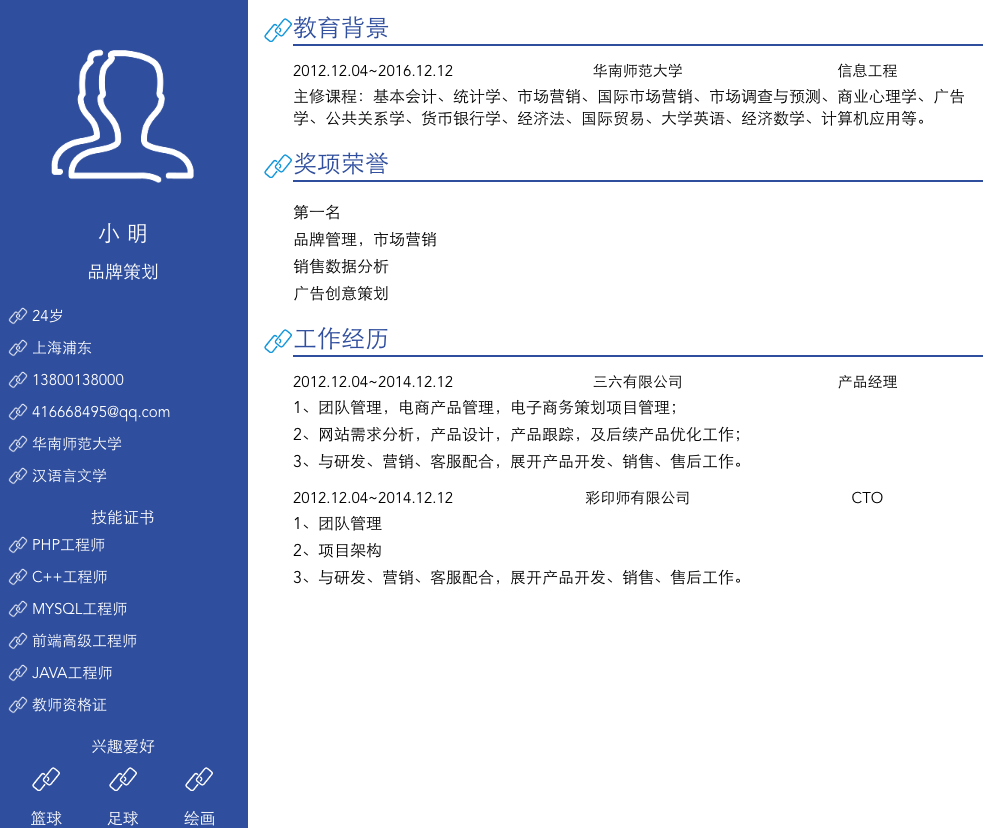 小 明
品牌策划
24岁
上海浦东
13800138000
416668495@qq.com
华南师范大学
汉语言文学
技能证书
PHP工程师
C++工程师
MYSQL工程师
前端高级工程师
JAVA工程师
教师资格证
兴趣爱好
篮球 足球 绘画
教育背景
2012.12.04~2016.12.12 华南师范大学 信息工程
主修课程：基本会计、统计学、市场营销、国际市场营销、市场调查与预测、商业心理学、广告
学、公共关系学、货币银行学、经济法、国际贸易、大学英语、经济数学、计算机应用等。
奖项荣誉
第一名
品牌管理，市场营销
销售数据分析
广告创意策划
工作经历
2012.12.04~2014.12.12 三六有限公司 产品经理
1、团队管理，电商产品管理，电子商务策划项目管理；
2、网站需求分析，产品设计，产品跟踪，及后续产品优化工作；
3、与研发、营销、客服配合，展开产品开发、销售、售后工作。
2012.12.04~2014.12.12 彩印师有限公司 CTO
1、团队管理
2、项目架构
3、与研发、营销、客服配合，展开产品开发、销售、售后工作。